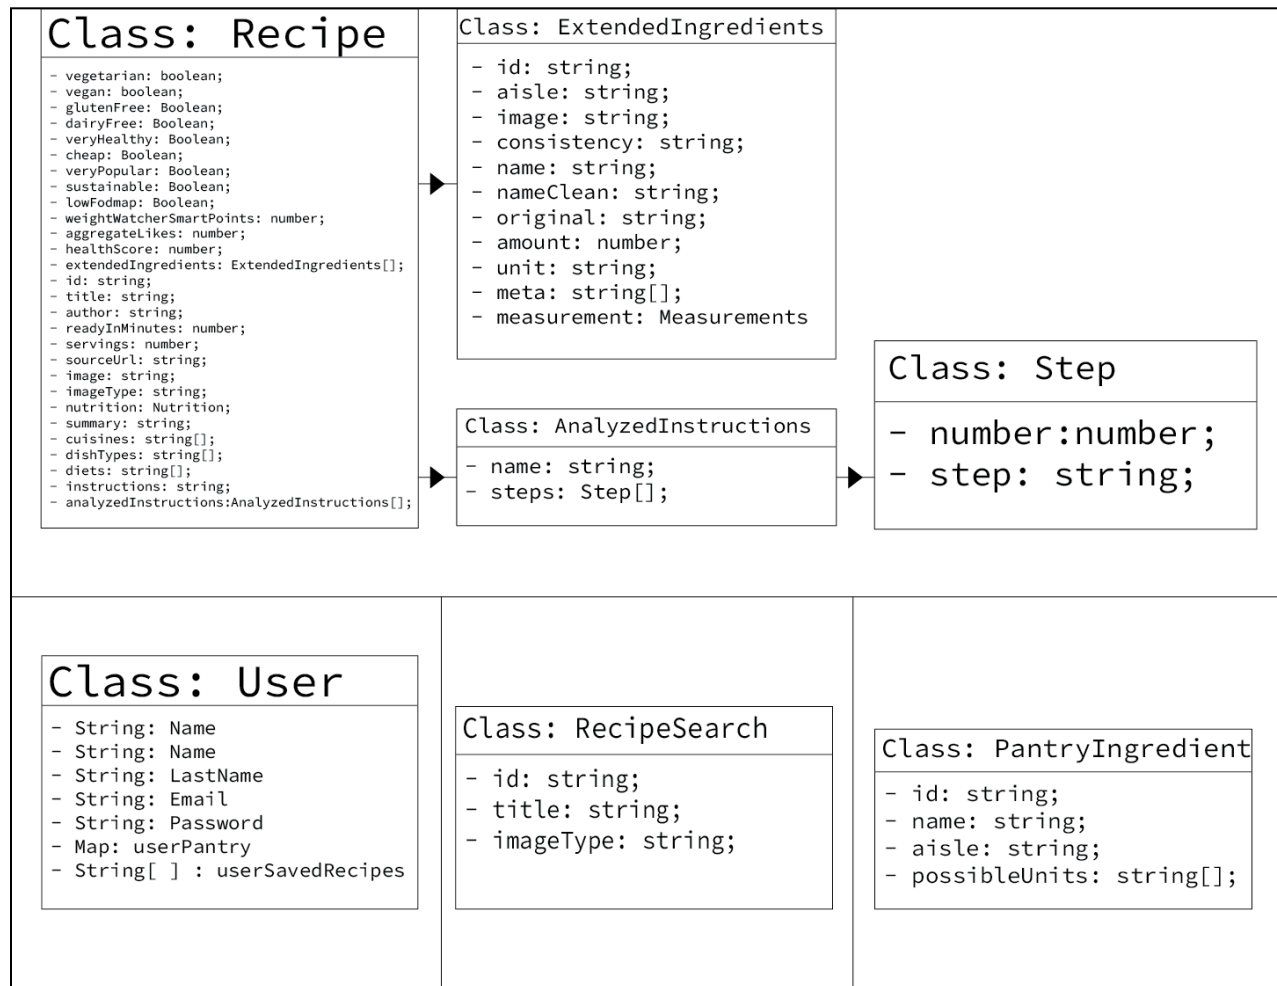 Class: Recipe
- vegetarian: boolean;
- vegan: boolean;
- glutenFree: Boolean;
- dairyFree: Boolean;
- veryHealthy: Boolean;
- cheap: Boolean;
- veryPopular: Boolean;
- sustainable: Boolean;
- lowFodmap: Boolean;
- weightWatcherSmartPoints: number;
- aggregateLikes: number;
- healthScore: number;
- extendedIngredients: ExtendedIngredients[];
- id: string;
- title: string;
- author: string;
- readyInMinutes: number;
- servings: number;
- sourceUrl: string;
- image: string;
- imageType: string;
- nutrition: Nutrition;
- summary: string;
- cuisines: string[];
- dishTypes: string[];
- diets: string[];
- instructions: string;
- analyzedInstructions:AnalyzedInstructions[];
Class: ExtendedIngredients
- id: string;
- aisle: string;
- image: string;
- consistency: string;
- name: string;
- nameClean: string;
- original: string;
- amount: number;
- unit: string;
- meta: string[];
- measurement: Measurements
Class: AnalyzedInstructions
- name: string;
- steps: Step[];
Class: Step
- number:number;
- step: string;
Class: User
- String: Name
- String: Name
- String: LastName
- String: Email
- String: Password
- Map: userPantry
- String[ ] : userSavedRecipes
Class: RecipeSearch
- id: string;
- title: string;
- imageType: string;
Class: PantryIngredient
- id: string;
- name: string;
- aisle: string;
- possibleUnits: string[];